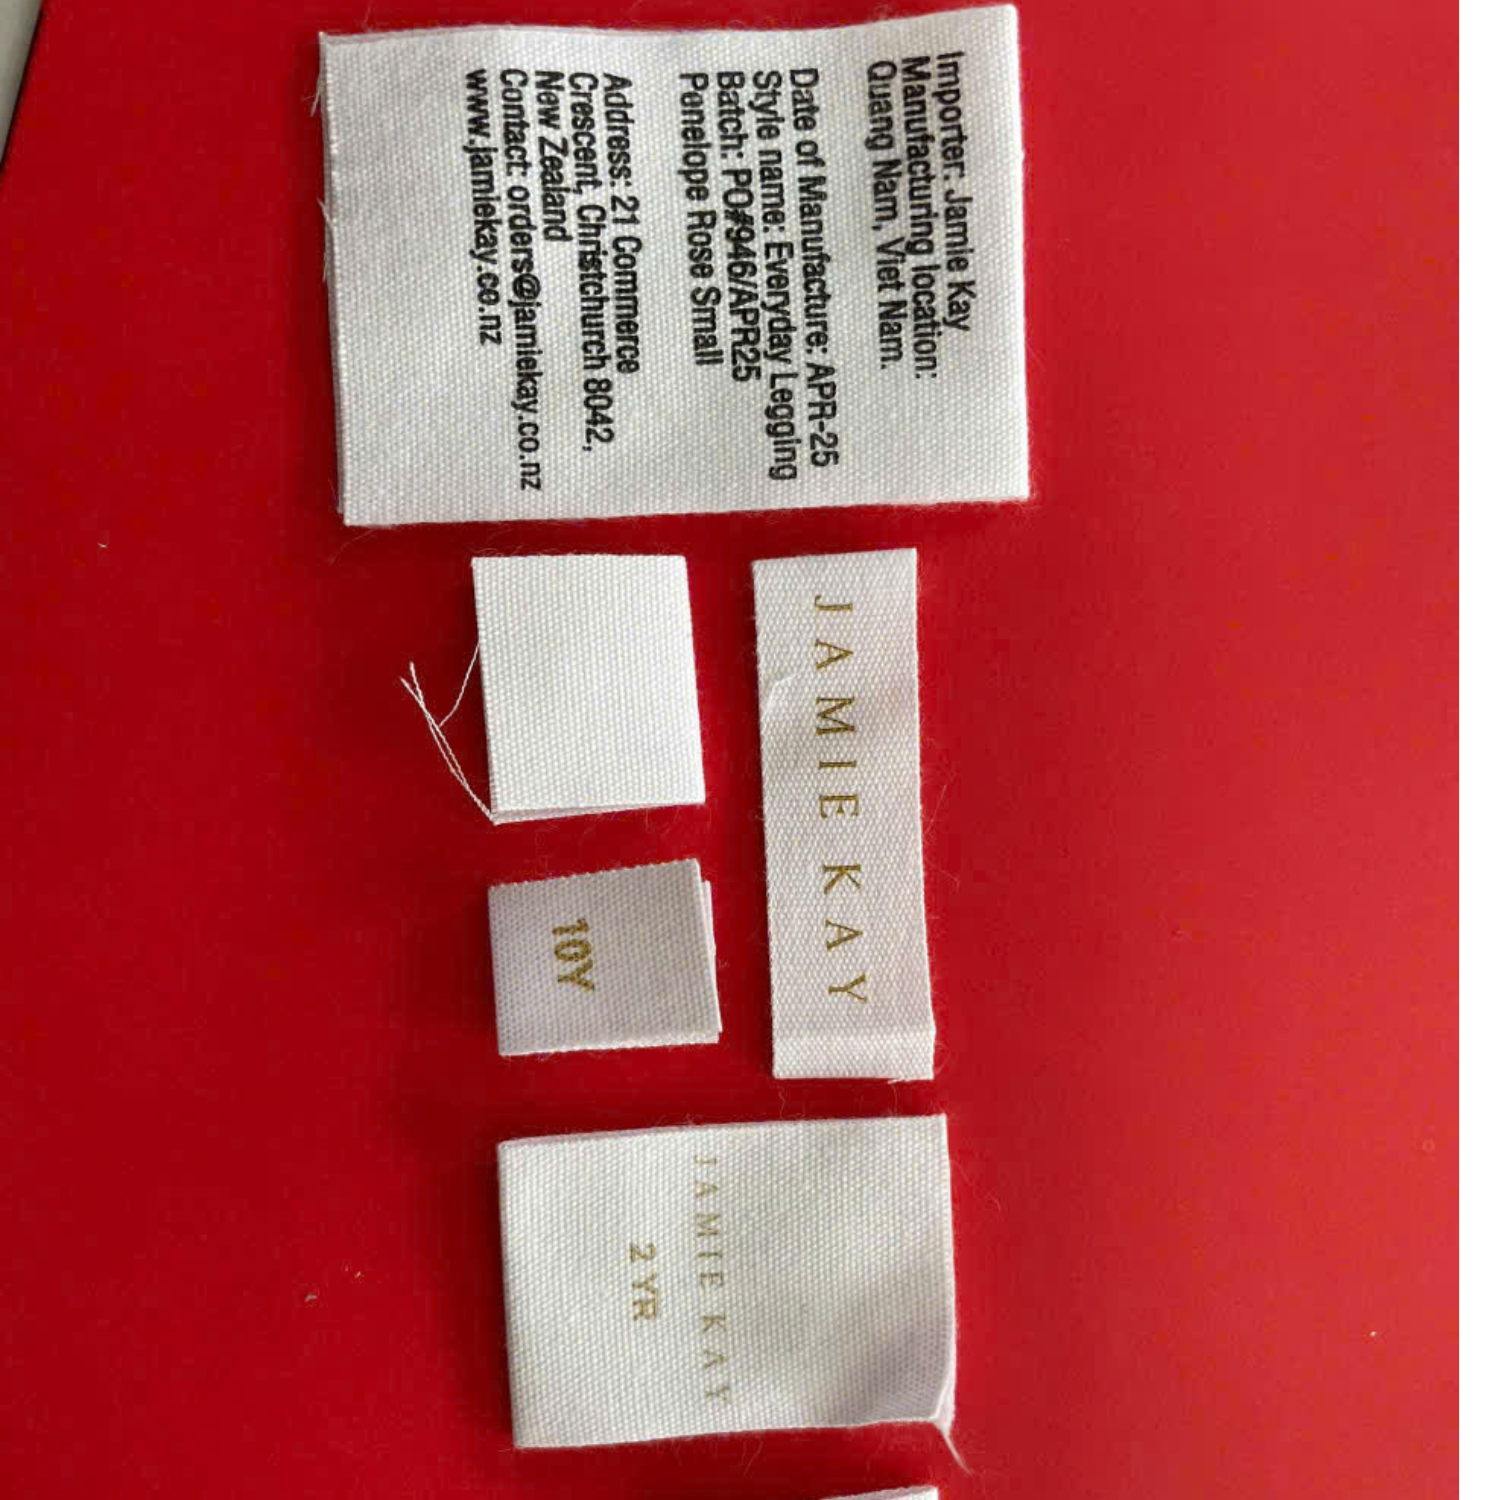 Importer: Jamie Kay
Manufacturing location:
Quang Nam, Viet Nam.
Date of Manufacture: APR-25
Style name: Everyday Legging
Batch: PO#946/APR25
Penelope Rose Small
Address: 21 Commerce
Crescent, Christchurch 8042,
New Zealand
Contact: orders@jamiekay.co.nz
www.jamiekay.co.nz
JAMIE KAY
10Y
JAMIE KAY
2 YR